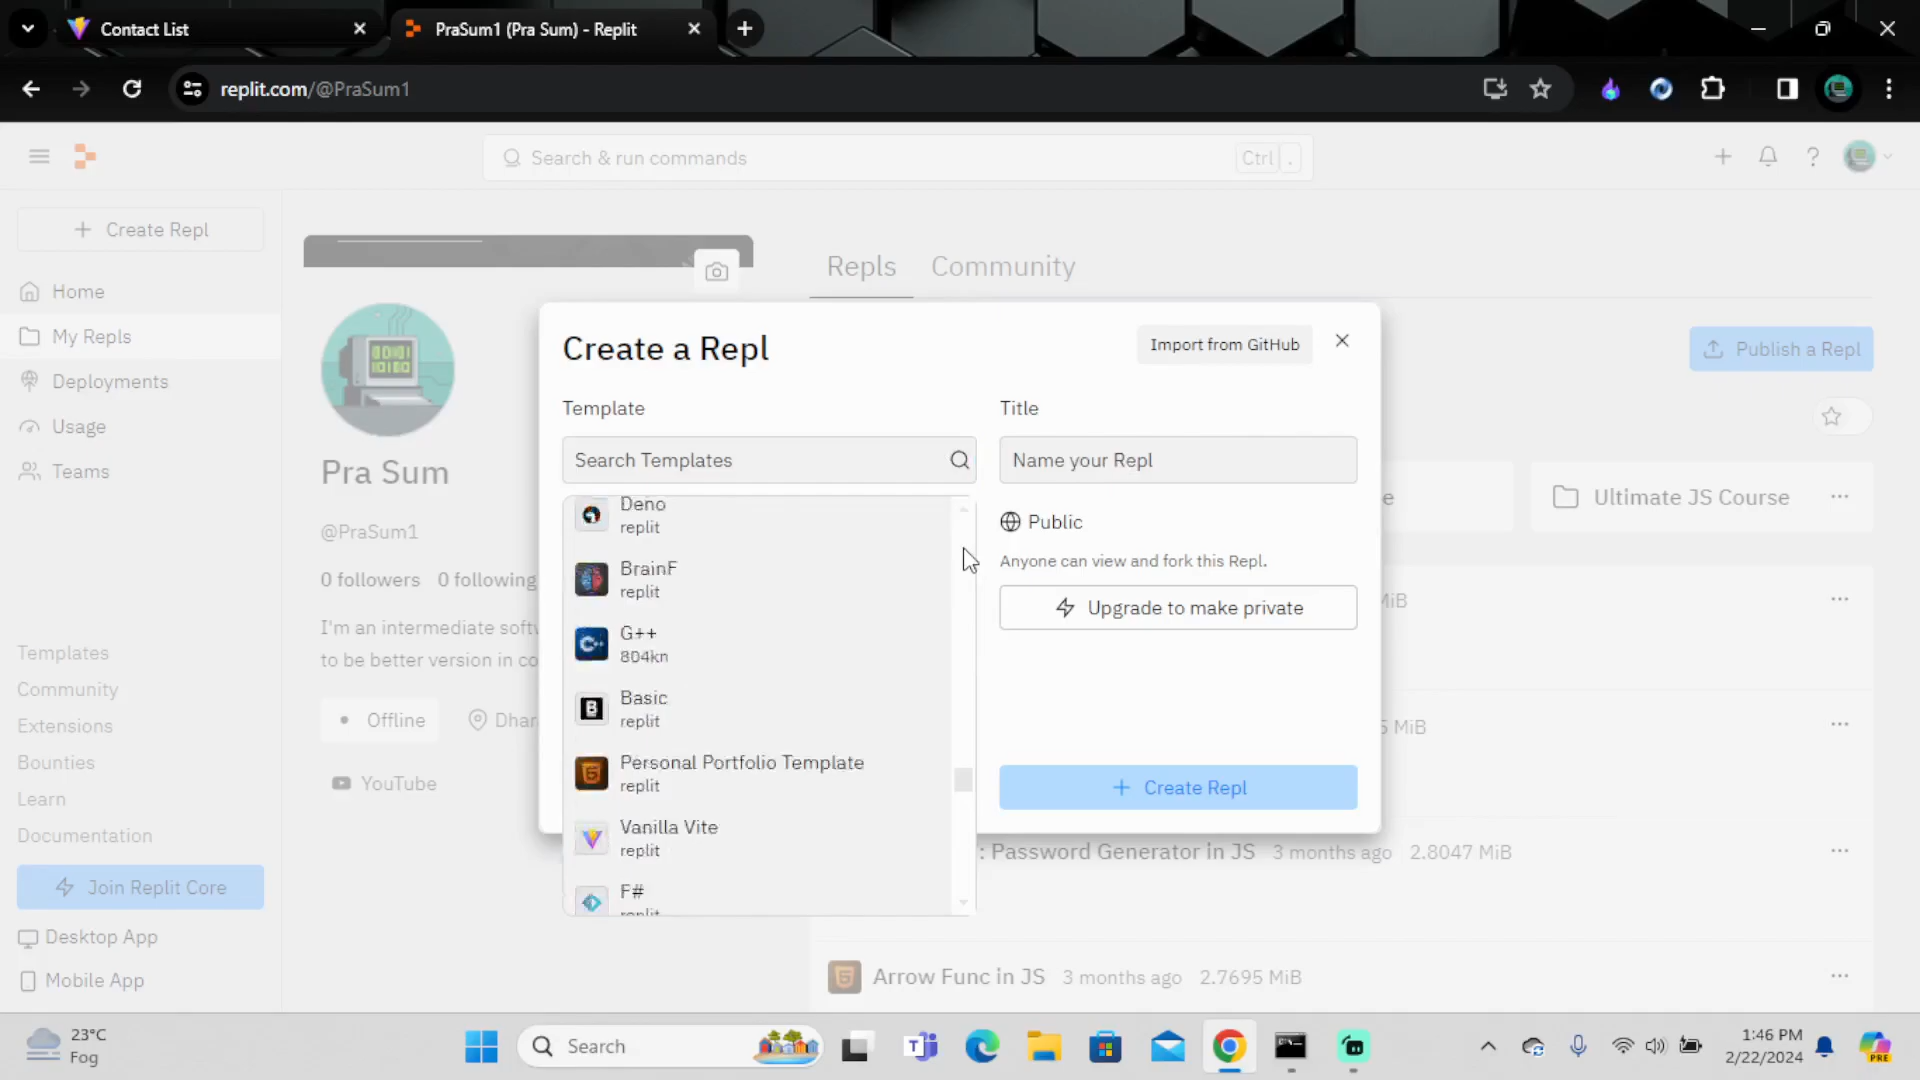 Contact List
PraSum1 (Pra Sum) - Replit
replit.com/@PraSum1
Search & run commands
Ctrl .
Create Repl
Home
My Repls
Deployments
Usage
Teams
Templates
Community
Extensions
Bounties
Learn
Documentation
Join Replit Core
Desktop App
Mobile App
Pra Sum
@PraSum1
0 followers 0 following
I'm an intermediate
to be better version in
Offline
YouTube
Repls
Community
Publish a Repl
Ultimate JS Course
Create a Repl
Import from GitHub
Template
Search Templates
Deno
replit
BrainF
replit
G++
804kn
Basic
replit
Personal Portfolio Template
replit
Vanilla Vite
replit
F#
replit
Title
Name your Repl
Public
Anyone can view and fork this Repl.
Upgrade to make private
Create Repl
MiB
5 MiB
: Password Generator in JS 3 months ago 2.8047 MiB
Arrow Func in JS 3 months ago 2.7695 MiB
23°C
Fog
Search
1:46 PM
2/22/2024
PRE